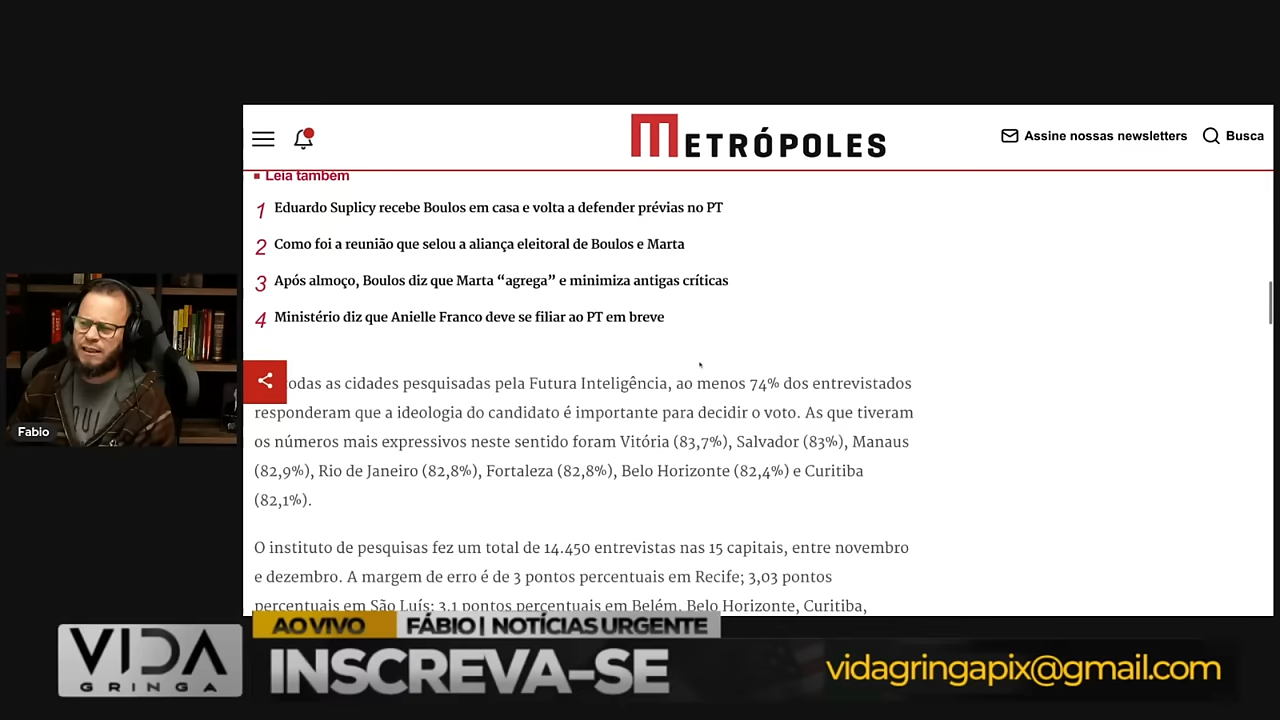 METRÓPOLES
Assine nossas newsletters
Busca
Leia também
1 Eduardo Suplicy recebe Boulos em casa e volta a defender prévias no PT
2 Como foi a reunião que selou a aliança eleitoral de Boulos e Marta
3 Após almoço, Boulos diz que Marta “agrega” e minimiza antigas críticas
4 Ministério diz que Anielle Franco deve se filiar ao PT em breve
odas as cidades pesquisadas pela Futura Inteligência, ao menos 74% dos entrevistados
responderam que a ideologia do candidato é importante para decidir o voto. As que tiveram
os números mais expressivos neste sentido foram Vitória (83,7%), Salvador (83%), Manaus
(82,9%), Rio de Janeiro (82,8%), Fortaleza (82,8%), Belo Horizonte (82,4%) e Curitiba
(82,1%).
O instituto de pesquisas fez um total de 14.450 entrevistas nas 15 capitais, entre novembro
e dezembro. A margem de erro é de 3 pontos percentuais em Recife; 3,03 pontos
percentuais em São Luís; 3,1 pontos percentuais em Belém, Belo Horizonte, Curitiba,
Fabio
AO VIVO
FÁBIO | NOTÍCIAS URGENTE
VIDA
GRINGA
INSCREVA-SE
vidagringapix@gmail.com